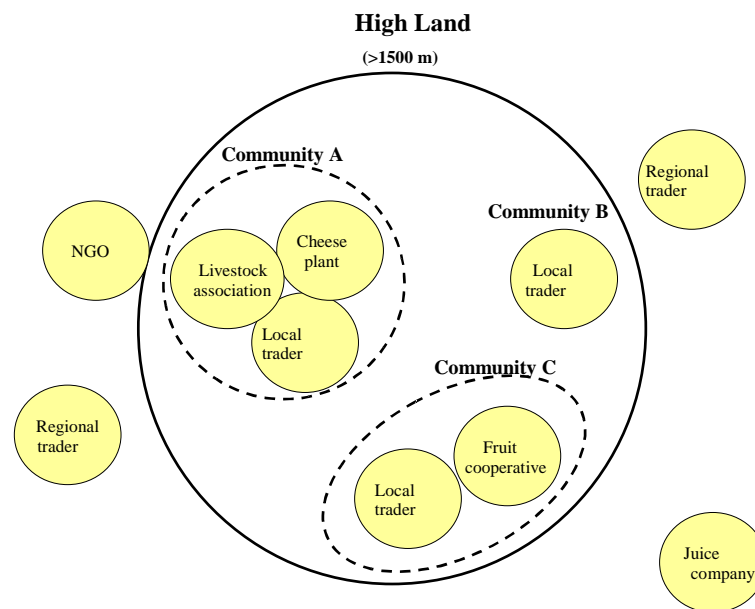 High Land
(>1500 m)
Community A
Regional
trader
Community B
NGO
Livestock
association
Cheese
plant
Local
trader
Local
trader
Community C
Regional
trader
Fruit
cooperative
Local
trader
Juice
company